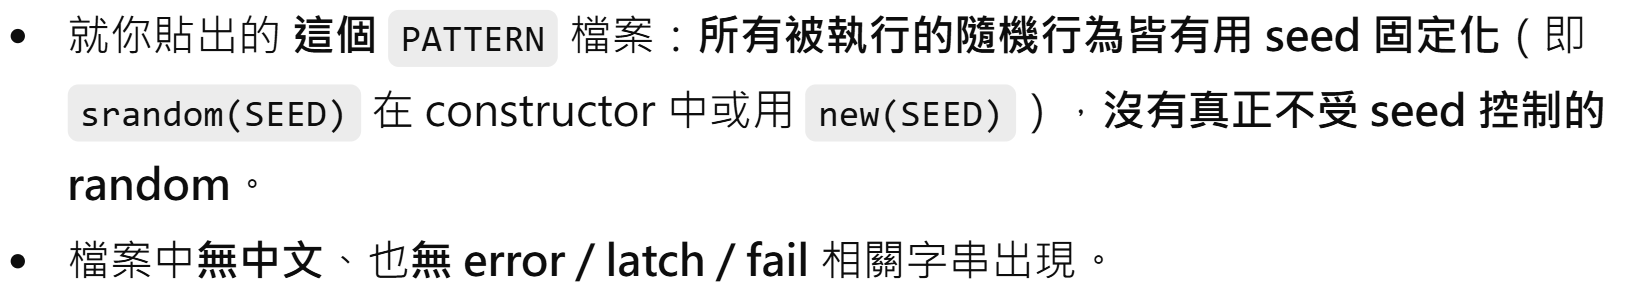 • 就你貼出的 這個 PATTERN 檔案：所有被執行的隨機行為皆有用 seed 固定化（即
srandom(SEED) 在 constructor 中或用 new(SEED) ），沒有真正不受 seed 控制的
random。
• 檔案中無中文、也無 error / latch / fail 相關字串出現。